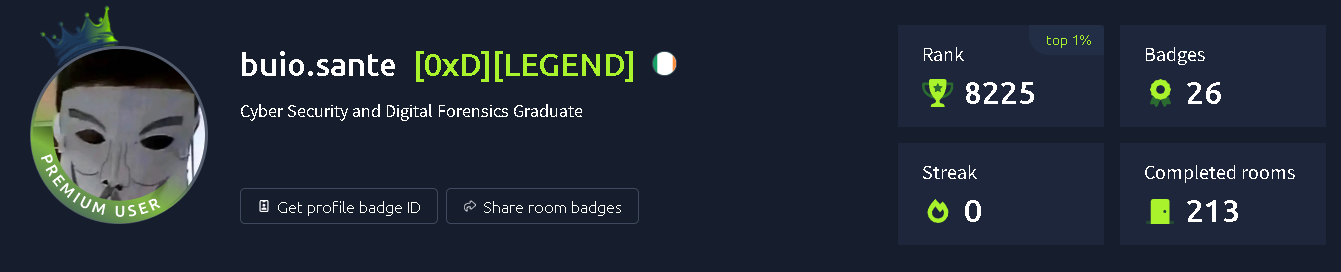 buio.sante [0xD][LEGEND]
Cyber Security and Digital Forensics Graduate
PREMIUM USER
Get profile badge ID
Share room badges
top 1%
Rank
8225
Badges
26
Streak
0
Completed rooms
213